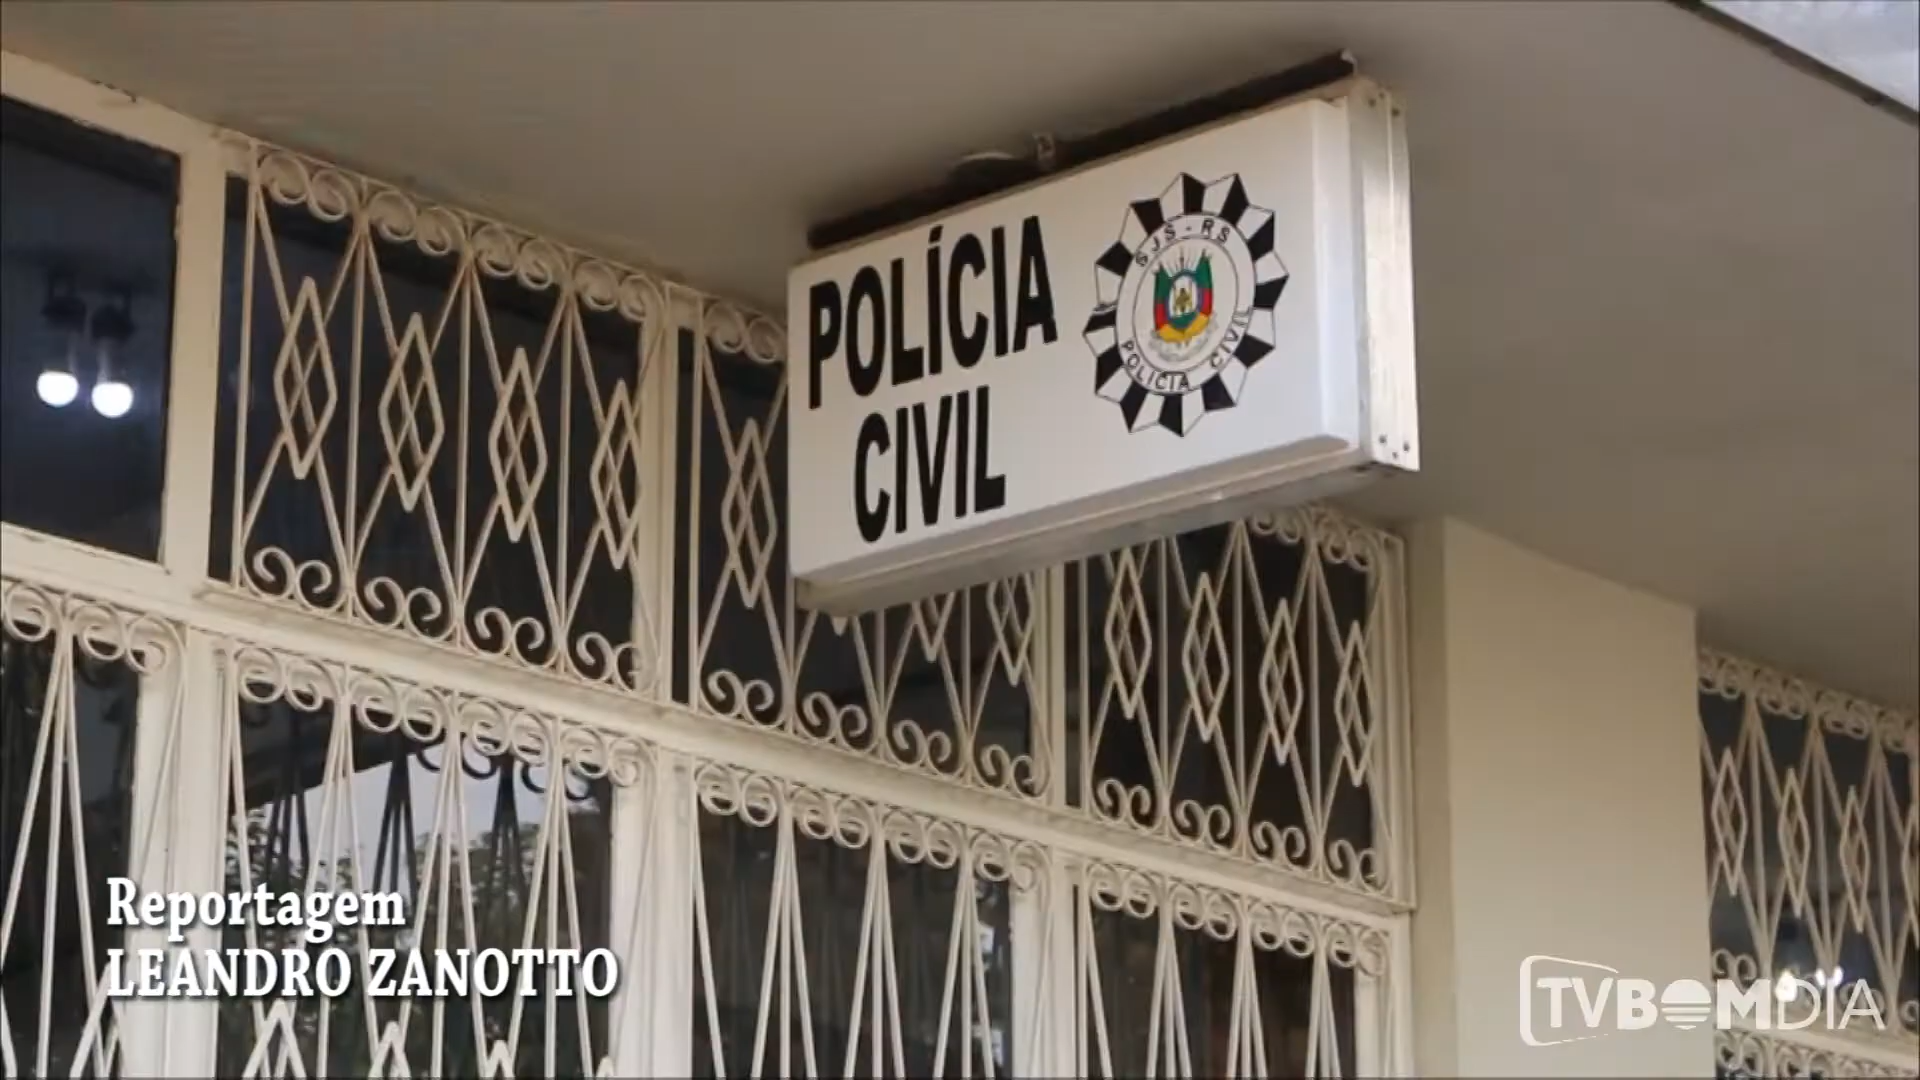 POLÍCIA
CIVIL
SJS - RS
POLÍCIA CIVIL
Reportagem
LEANDRO ZANOTTO
TVBOMDIA